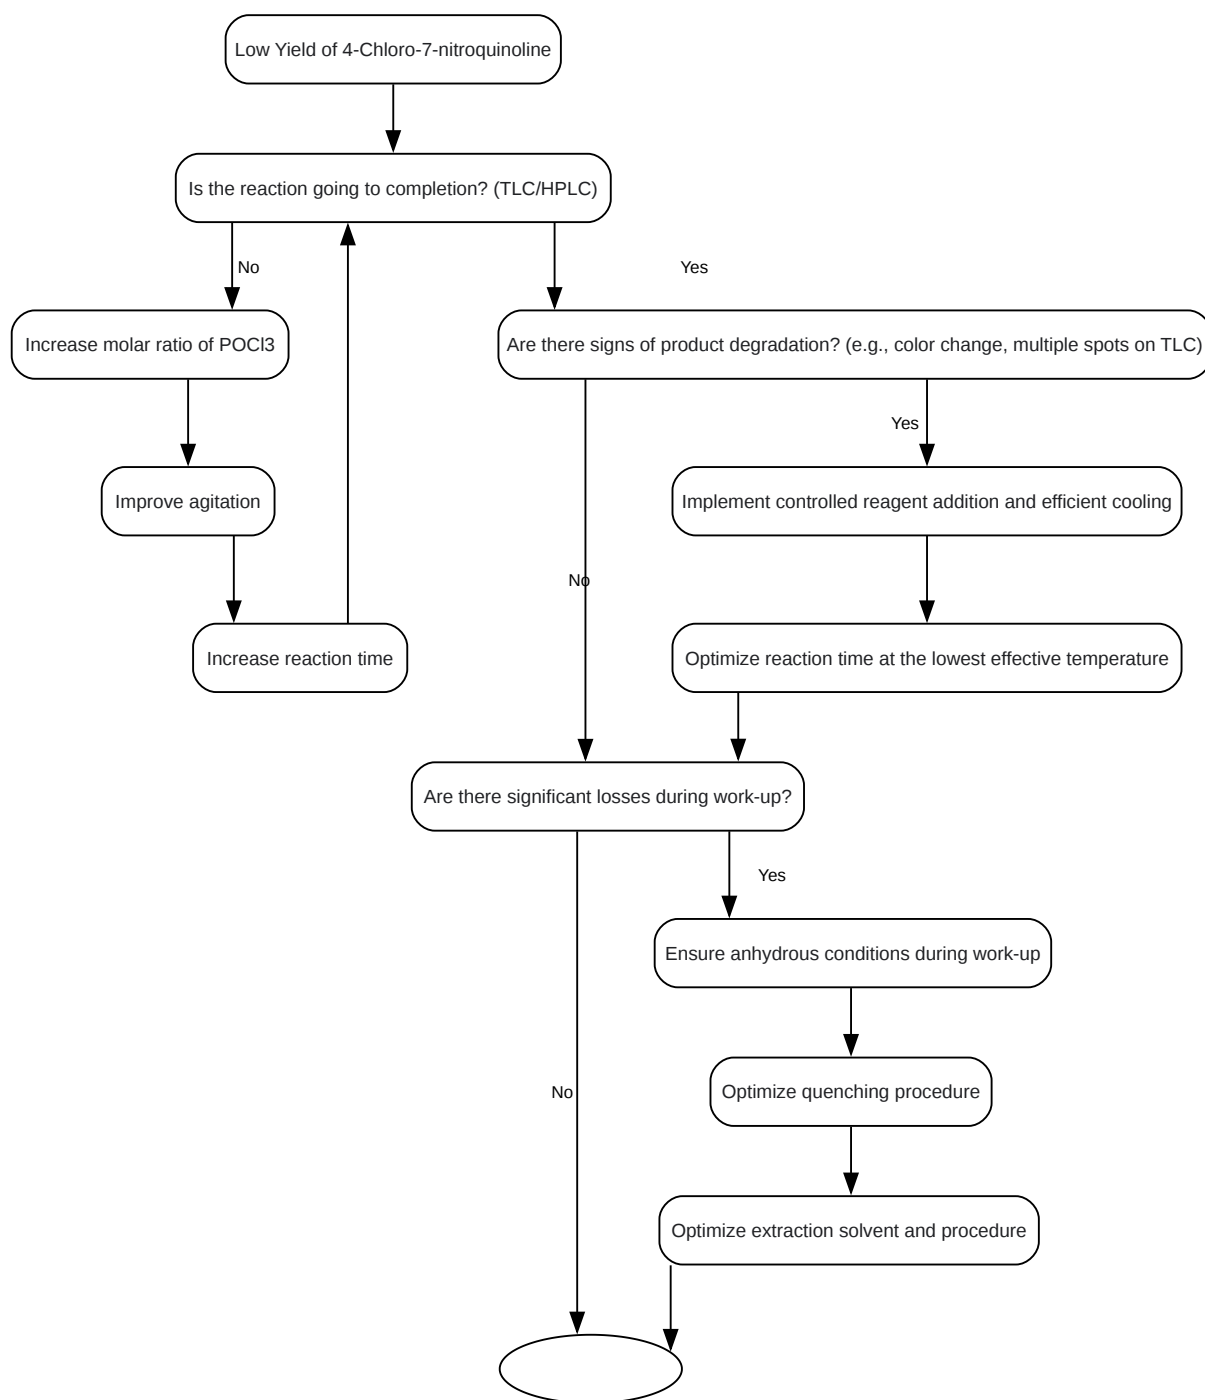 Low Yield of 4-Chloro-7-nitroquinoline
Is the reaction going to completion? (TLC/HPLC)
No
Yes
Increase molar ratio of POCl3
Are there signs of product degradation? (e.g., color change, multiple spots on TLC)
Yes
Improve agitation
Implement controlled reagent addition and efficient cooling
No
Increase reaction time
Optimize reaction time at the lowest effective temperature
Are there significant losses during work-up?
Yes
Ensure anhydrous conditions during work-up
No
Optimize quenching procedure
Optimize extraction solvent and procedure